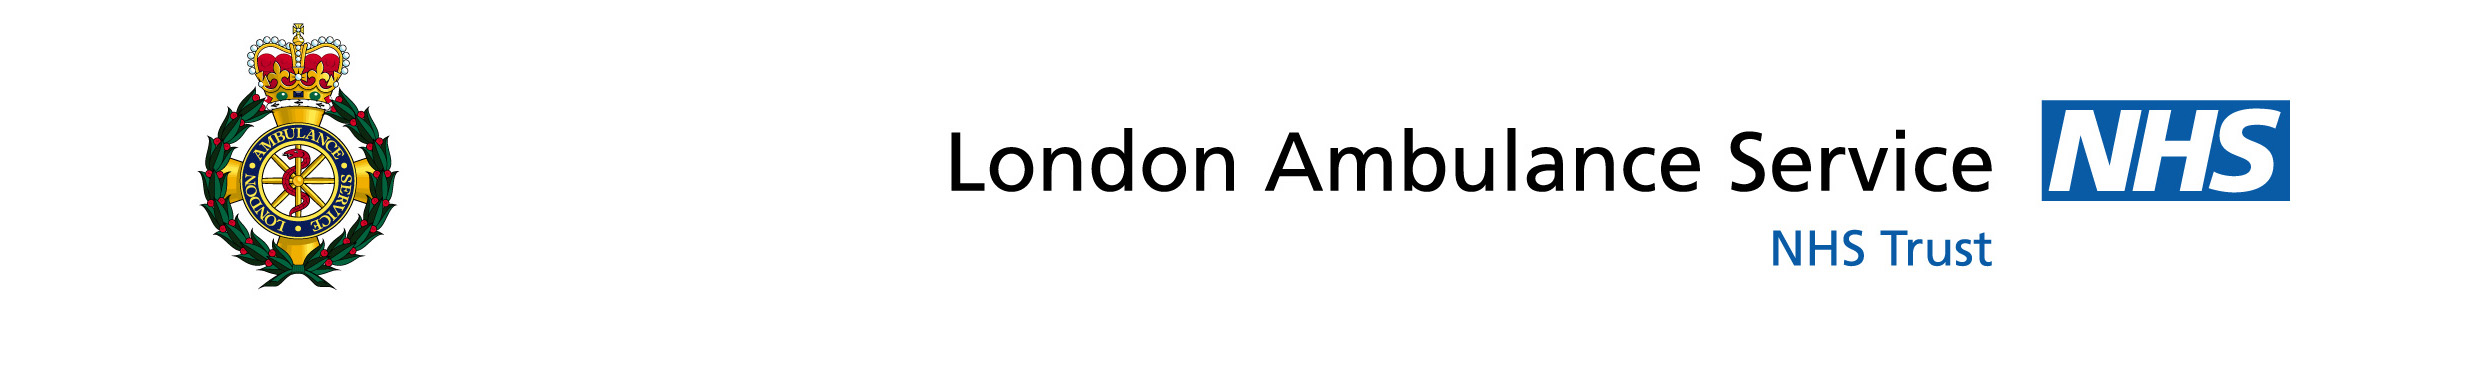 LONDON AMBULANCE SERVICE
London Ambulance Service
NHS
NHS Trust